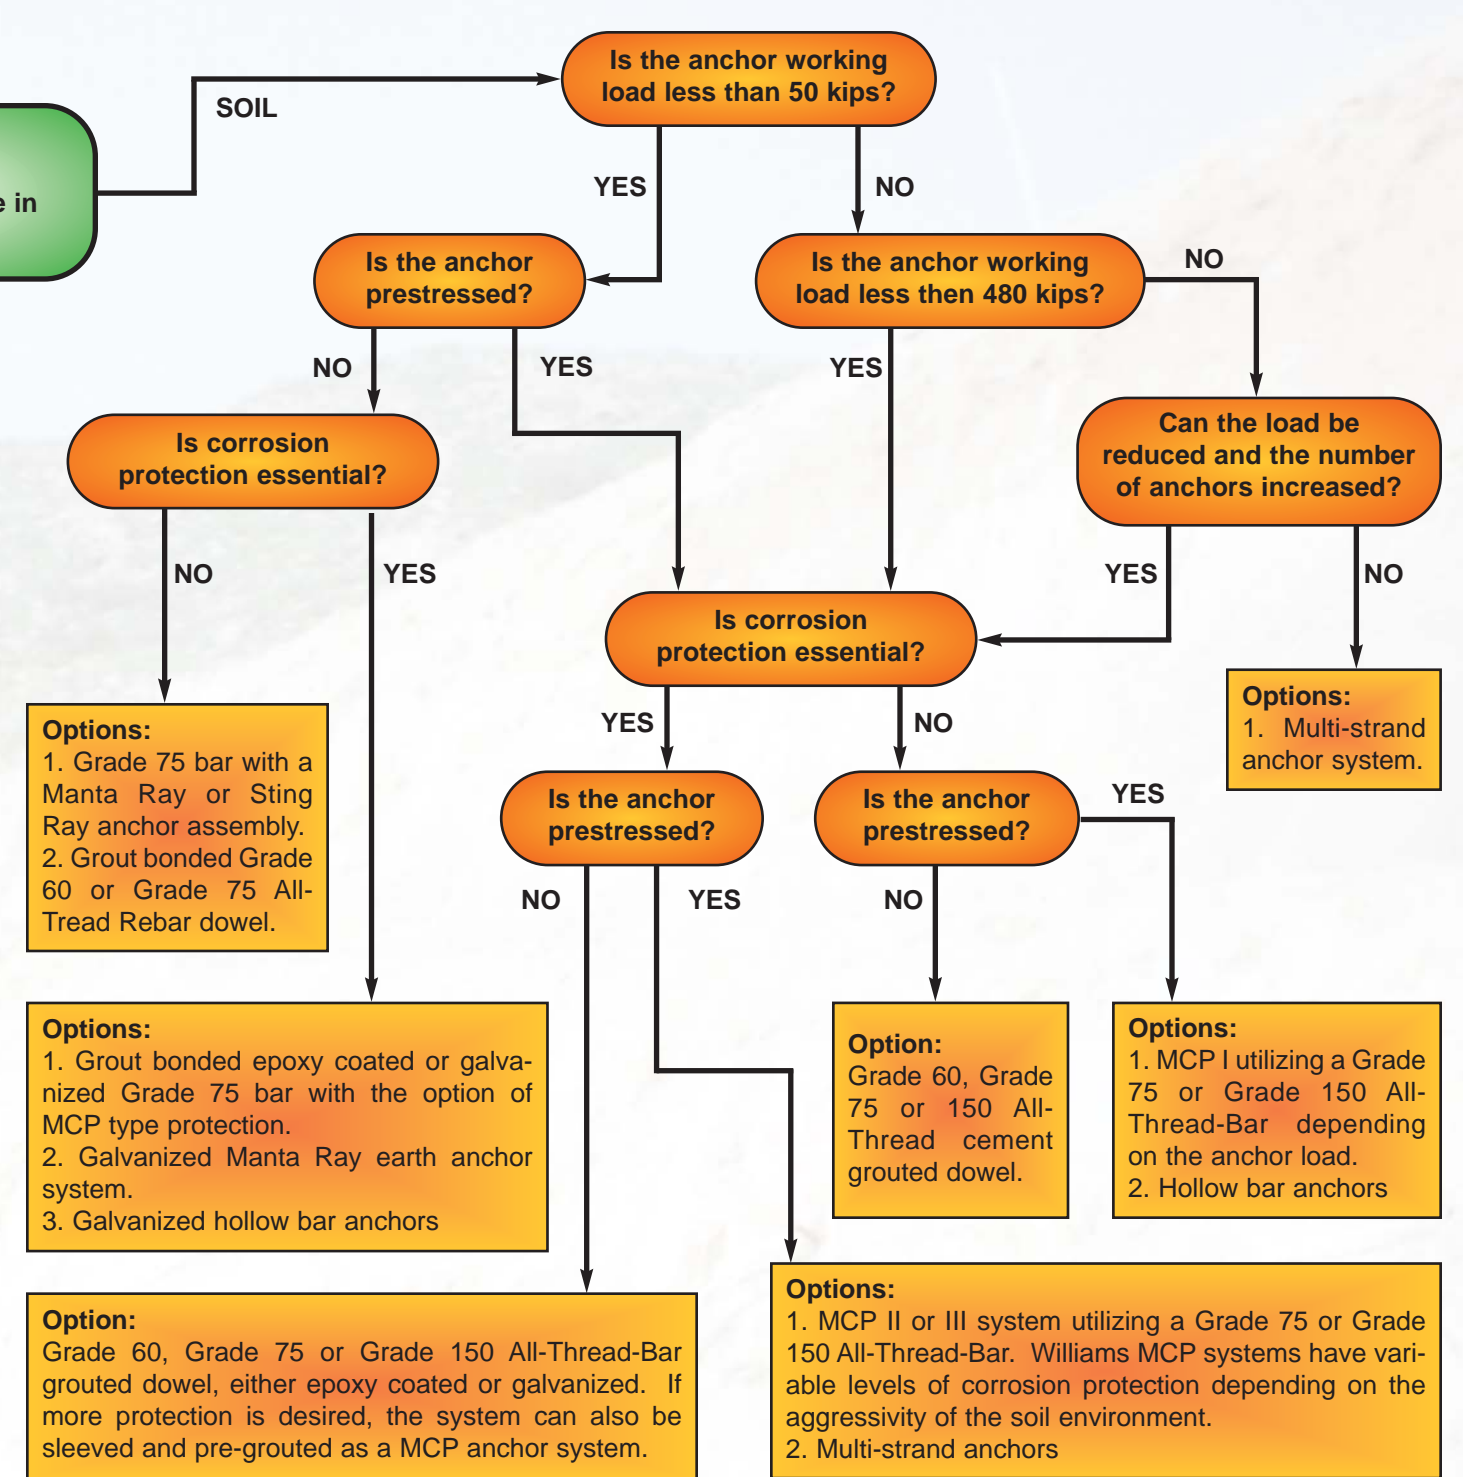 Is the anchor working
load less than 50 kips?
SOIL
e in
YES
NO
Is the anchor
prestressed?
Is the anchor working
load less then 480 kips?
NO
NO
YES
YES
Is corrosion
protection essential?
Can the load be
reduced and the number
of anchors increased?
NO
YES
YES
NO
Is corrosion
protection essential?
Options:
1. Multi-strand
anchor system.
YES
NO
Options:
1. Grade 75 bar with a
Manta Ray or Sting
Ray anchor assembly.
2. Grout bonded Grade
60 or Grade 75 All-
Tread Rebar dowel.
Is the anchor
prestressed?
Is the anchor
prestressed?
YES
NO
YES
NO
Options:
1. Grout bonded epoxy coated or galva-
nized Grade 75 bar with the option of
MCP type protection.
2. Galvanized Manta Ray earth anchor
system.
3. Galvanized hollow bar anchors
Option:
Grade 60, Grade
75 or 150 All-
Thread cement
grouted dowel.
Options:
1. MCP I utilizing a Grade
75 or Grade 150 All-
Thread-Bar depending
on the anchor load.
2. Hollow bar anchors
Option:
Grade 60, Grade 75 or Grade 150 All-Thread-Bar
grouted dowel, either epoxy coated or galvanized. If
more protection is desired, the system can also be
sleeved and pre-grouted as a MCP anchor system.
Options:
1. MCP II or III system utilizing a Grade 75 or Grade
150 All-Thread-Bar. Williams MCP systems have vari-
able levels of corrosion protection depending on the
aggressivity of the soil environment.
2. Multi-strand anchors